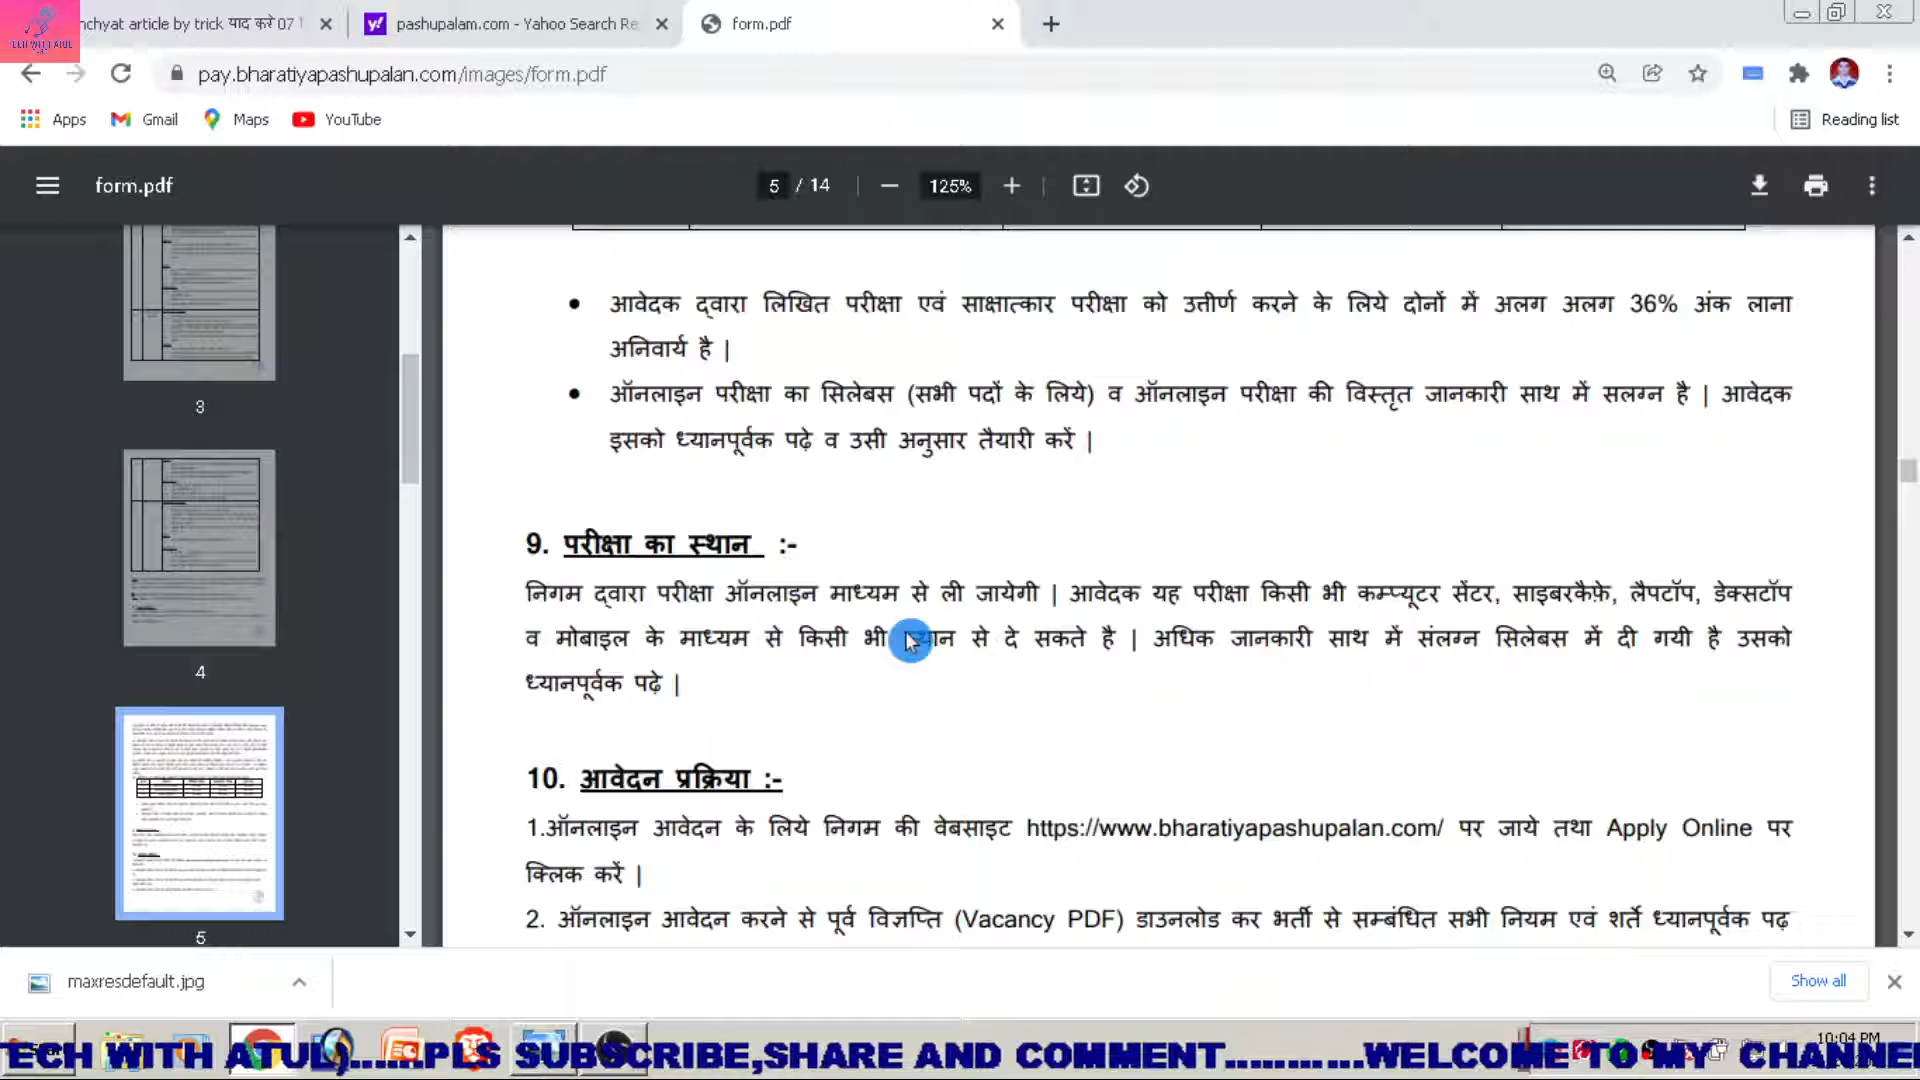 nchyat article by trick याद करे 07
pashupalam.com - Yahoo Search Re
form.pdf
pay.bharatiyapashupalan.com/images/form.pdf
Apps
Gmail
Maps
YouTube
Reading list
form.pdf
5 / 14
125%
आवेदक द्वारा लिखित परीक्षा एवं साक्षात्कार परीक्षा को उत्तीर्ण करने के लिये दोनों में अलग अलग 36% अंक लाना
अनिवार्य है |
ऑनलाइन परीक्षा का सिलेबस (सभी पदों के लिये) व ऑनलाइन परीक्षा की विस्तृत जानकारी साथ में सलग्न है | आवेदक
इसको ध्यानपूर्वक पढ़े व उसी अनुसार तैयारी करें |
9. परीक्षा का स्थान :-
निगम द्वारा परीक्षा ऑनलाइन माध्यम से ली जायेगी | आवेदक यह परीक्षा किसी भी कम्प्यूटर सेंटर, साइबरकैफ़े, लैपटॉप, डेक्सटॉप
व मोबाइल के माध्यम से किसी भी स्थान से दे सकते है | अधिक जानकारी साथ में संलग्न सिलेबस में दी गयी है उसको
ध्यानपूर्वक पढ़े |
10. आवेदन प्रक्रिया :-
1.ऑनलाइन आवेदन के लिये निगम की वेबसाइट https://www.bharatiyapashupalan.com/ पर जाये तथा Apply Online पर
क्लिक करें |
2. ऑनलाइन आवेदन करने से पूर्व विज्ञप्ति (Vacancy PDF) डाउनलोड कर भर्ती से सम्बंधित सभी नियम एवं शर्ते ध्यानपूर्वक पढ़
3
4
5
maxresdefault.jpg
Show all
10:04 PM
TECH WITH ATUL)......PLS SUBSCRIBE,SHARE AND COMMENT...........WELCOME TO MY CHANNE